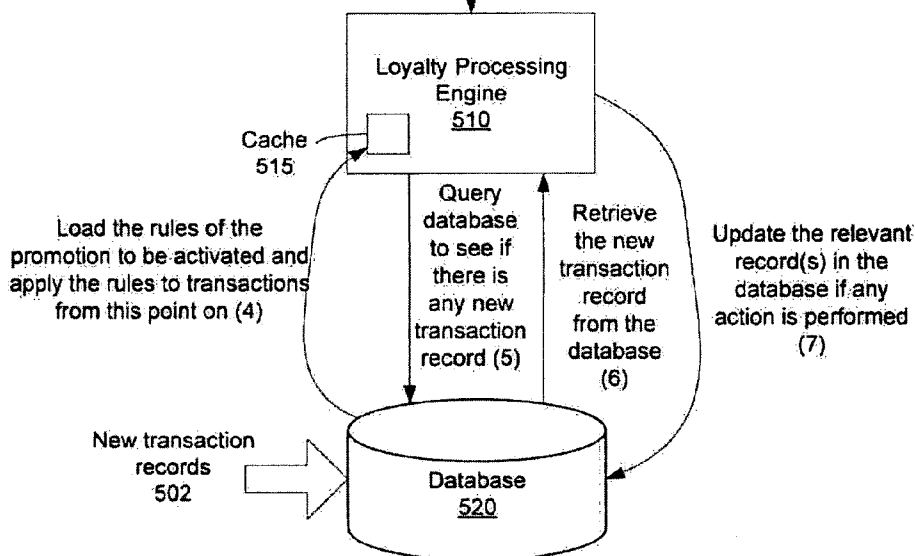 Loyalty Processing
Engine
510
Cache
515
Load the rules of the
promotion to be activated and
apply the rules to transactions
from this point on (4)
Query
database
to see if
there is
any new
transaction
record (5)
Retrieve
the new
transaction
record
from the
database
(6)
Update the relevant
record(s) in the
database if any
action is performed
(7)
New transaction
records
502
Database
520